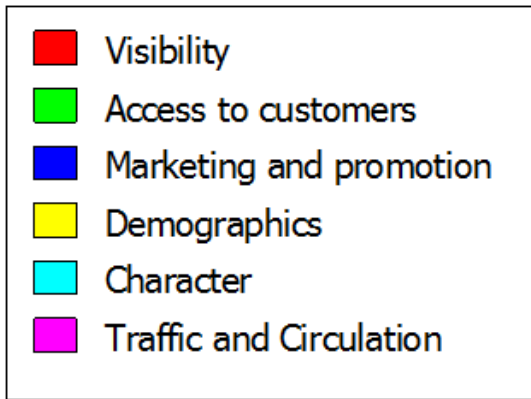 Visibility
Access to customers
Marketing and promotion
Demographics
Character
Traffic and Circulation